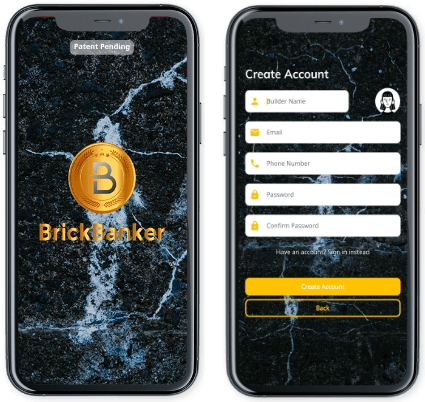 Patent Pending
B
BrickBanker
Create Account
Builder Name
Email
Phone Number
Password
Confirm Password
Have an account? Sign in instead
Create Account
Back